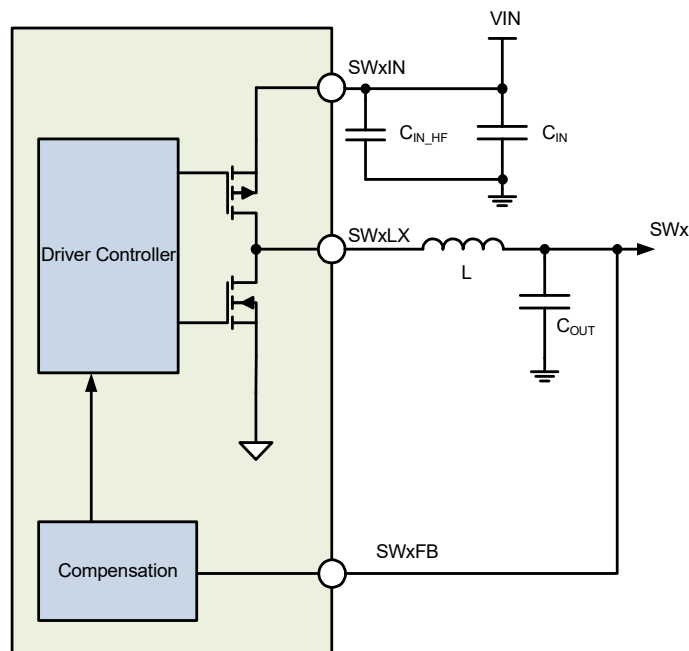 VIN
SWxIN
C_IN_HF
C_IN
Driver Controller
SWxLX
SWx
L
C_OUT
SWxFB
Compensation